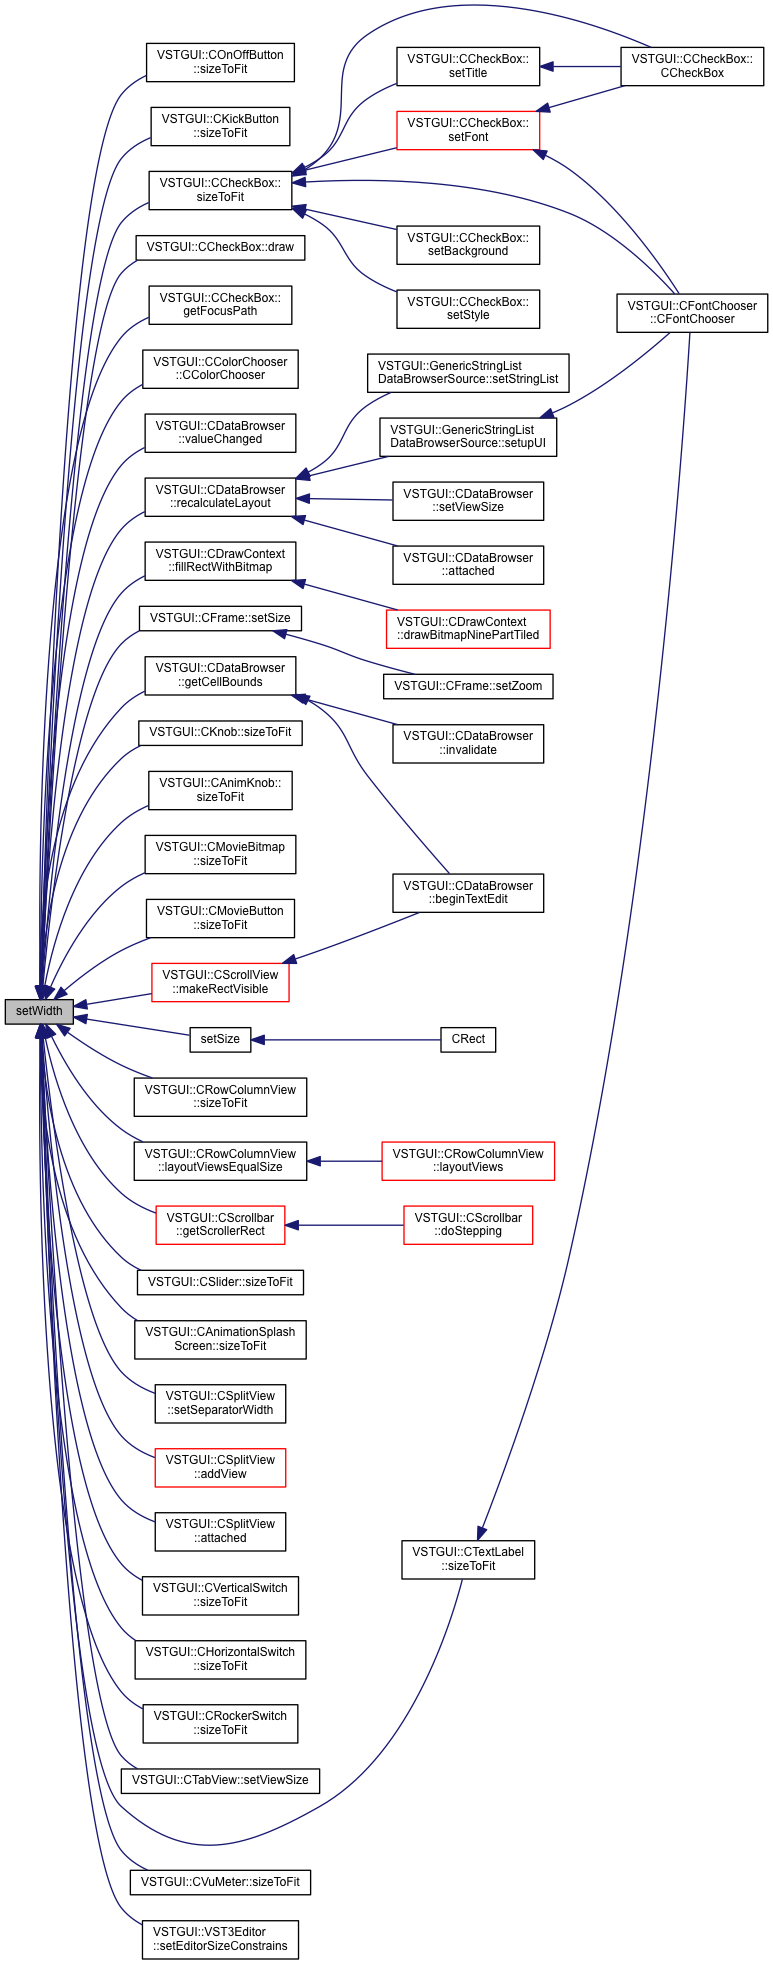 VSTGUI::COnOffButton
::sizeToFit
VSTGUI::CKickButton
::sizeToFit
VSTGUI::CCheckBox::
sizeToFit
VSTGUI::CCheckBox::draw
VSTGUI::CCheckBox::
getFocusPath
VSTGUI::CColorChooser
::CColorChooser
VSTGUI::CDataBrowser
::valueChanged
VSTGUI::CDataBrowser
::recalculateLayout
VSTGUI::CDrawContext
::fillRectWithBitmap
VSTGUI::CFrame::setSize
VSTGUI::CDataBrowser
::getCellBounds
VSTGUI::CKnob::sizeToFit
VSTGUI::CAnimKnob::
sizeToFit
VSTGUI::CMovieBitmap
::sizeToFit
VSTGUI::CMovieButton
::sizeToFit
VSTGUI::CScrollView
::makeRectVisible
setWidth
setSize
VSTGUI::CRowColumnView
::sizeToFit
VSTGUI::CRowColumnView
::layoutViewsEqualSize
VSTGUI::CScrollbar
::getScrollerRect
VSTGUI::CSlider::sizeToFit
VSTGUI::CAnimationSplash
Screen::sizeToFit
VSTGUI::CSplitView
::setSeparatorWidth
VSTGUI::CSplitView
::addView
VSTGUI::CSplitView
::attached
VSTGUI::CVerticalSwitch
::sizeToFit
VSTGUI::CHorizontalSwitch
::sizeToFit
VSTGUI::CRockerSwitch
::sizeToFit
VSTGUI::CTabView::setViewSize
VSTGUI::CVuMeter::sizeToFit
VSTGUI::VST3Editor
::setEditorSizeConstrains
VSTGUI::CCheckBox::
setTitle
VSTGUI::CCheckBox::
setFont
VSTGUI::CCheckBox::
setBackground
VSTGUI::CCheckBox::
setStyle
VSTGUI::GenericStringList
DataBrowserSource::setStringList
VSTGUI::GenericStringList
DataBrowserSource::setupUI
VSTGUI::CDataBrowser
::setViewSize
VSTGUI::CDataBrowser
::attached
VSTGUI::CDrawContext
::drawBitmapNinePartTiled
VSTGUI::CFrame::setZoom
VSTGUI::CDataBrowser
::invalidate
VSTGUI::CDataBrowser
::beginTextEdit
CRect
VSTGUI::CRowColumnView
::layoutViews
VSTGUI::CScrollbar
::doStepping
VSTGUI::CTextLabel
::sizeToFit
VSTGUI::CCheckBox::
CCheckBox
VSTGUI::CFontChooser
::CFontChooser